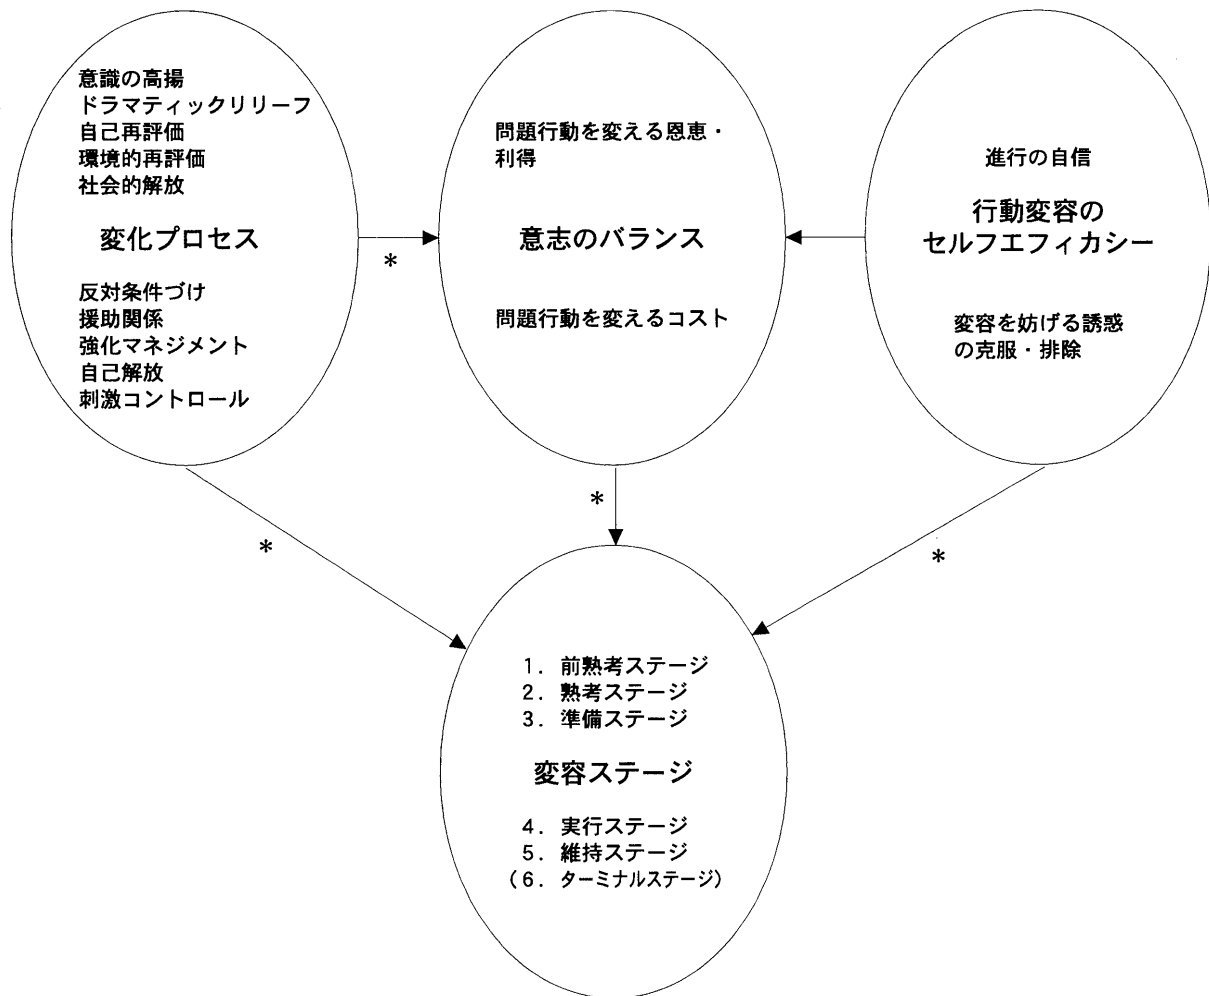 意識の高揚
ドラマティックリリーフ
自己再評価
環境的再評価
社会的解放
変化プロセス
反対条件づけ
援助関係
強化マネジメント
自己解放
刺激コントロール
*
問題行動を変える恩恵・
利得
意志のバランス
問題行動を変えるコスト
進行の自信
行動変容の
セルフエフィカシー
変容を妨げる誘惑
の克服・排除
*
*
*
1. 前熟考ステージ
2. 熟考ステージ
3. 準備ステージ
変容ステージ
4. 実行ステージ
5. 維持ステージ
(6. ターミナルステージ)